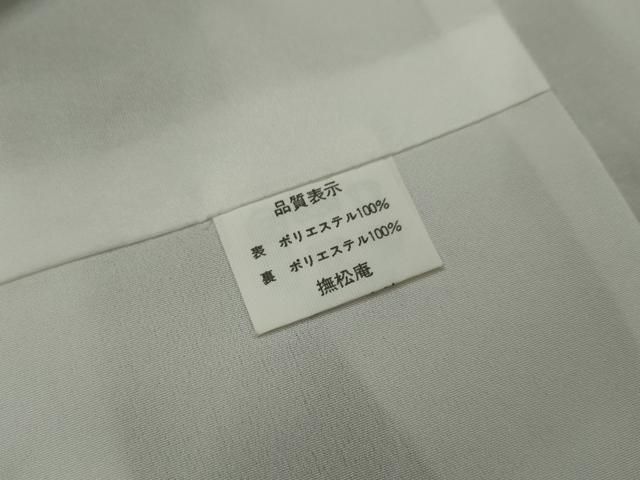 品質表示
表 ポリエステル100%
裏 ポリエステル100%
撫松庵